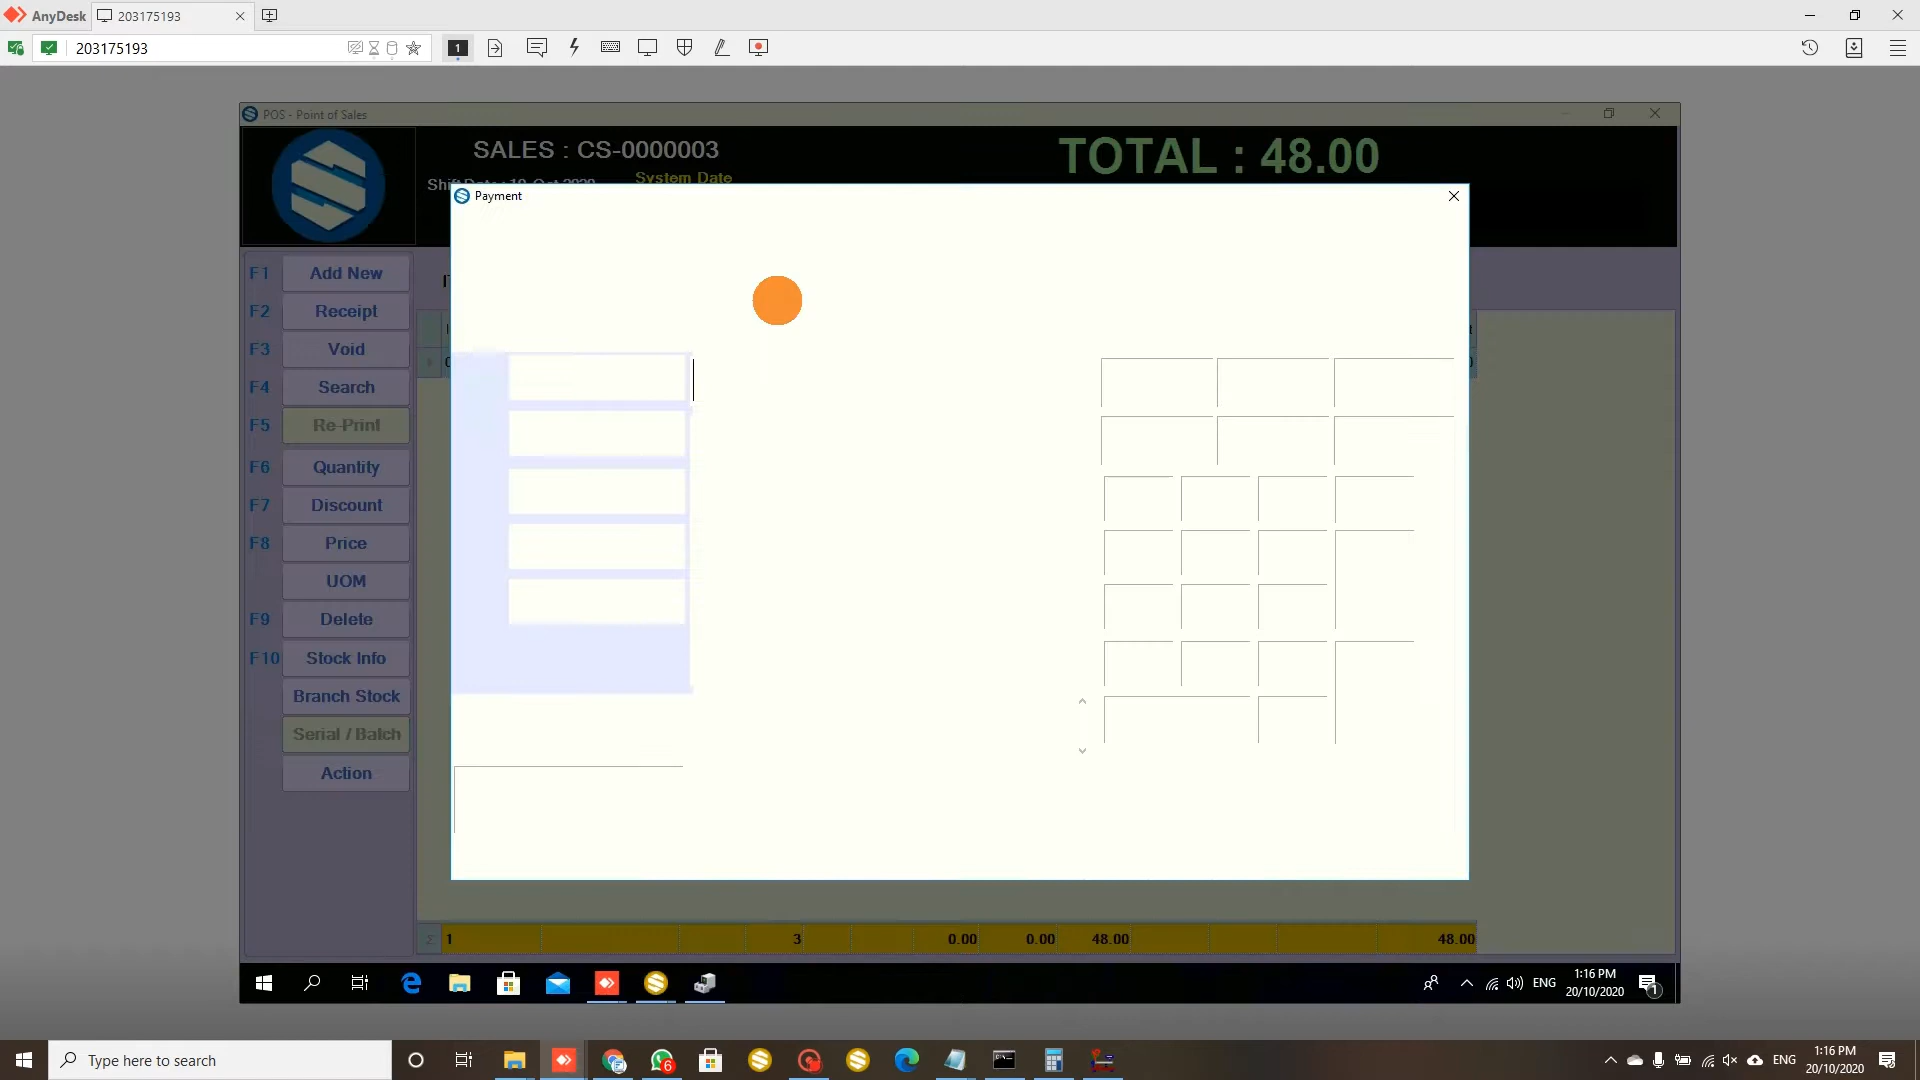 AnyDesk
203175193
203175193
1
POS - Point of Sales
SALES : CS-0000003
TOTAL : 48.00
System Date
Payment
F1 Add New
F2 Receipt
F3 Void
F4 Search
F5 Re-Print
F6 Quantity
F7 Discount
F8 Price
UOM
F9 Delete
F10 Stock Info
Branch Stock
Serial / Batch
Action
Σ 1 3 0.00 0.00 48.00 48.00
ENG
1:16 PM
20/10/2020
1
Type here to search
6
ENG
1:16 PM
20/10/2020